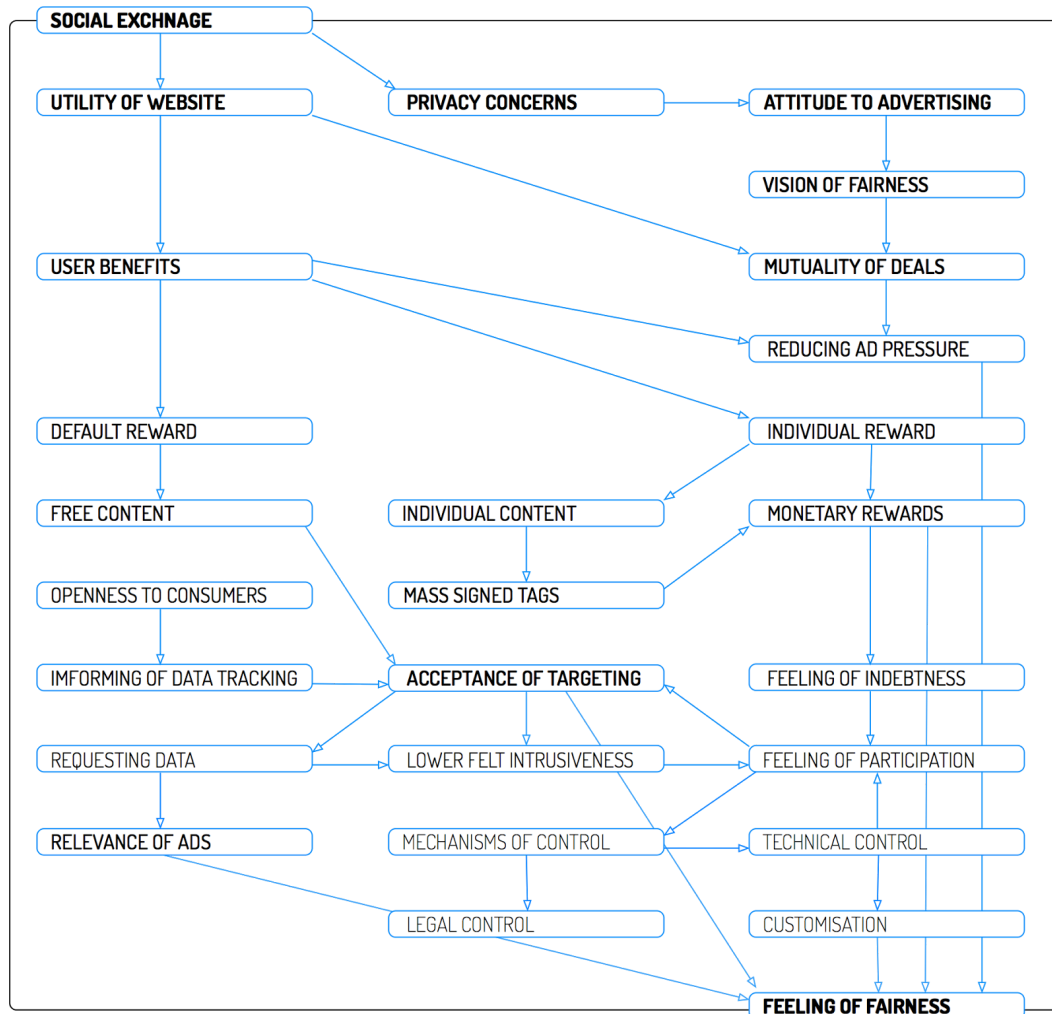 SOCIAL EXCHNAGE
UTILITY OF WEBSITE
PRIVACY CONCERNS
ATTITUDE TO ADVERTISING
VISION OF FAIRNESS
USER BENEFITS
MUTUALITY OF DEALS
REDUCING AD PRESSURE
DEFAULT REWARD
INDIVIDUAL REWARD
FREE CONTENT
INDIVIDUAL CONTENT
MONETARY REWARDS
OPENNESS TO CONSUMERS
MASS SIGNED TAGS
IMFORMING OF DATA TRACKING
ACCEPTANCE OF TARGETING
FEELING OF INDEBTNESS
REQUESTING DATA
LOWER FELT INTRUSIVENESS
FEELING OF PARTICIPATION
RELEVANCE OF ADS
MECHANISMS OF CONTROL
TECHNICAL CONTROL
LEGAL CONTROL
CUSTOMISATION
FEELING OF FAIRNESS